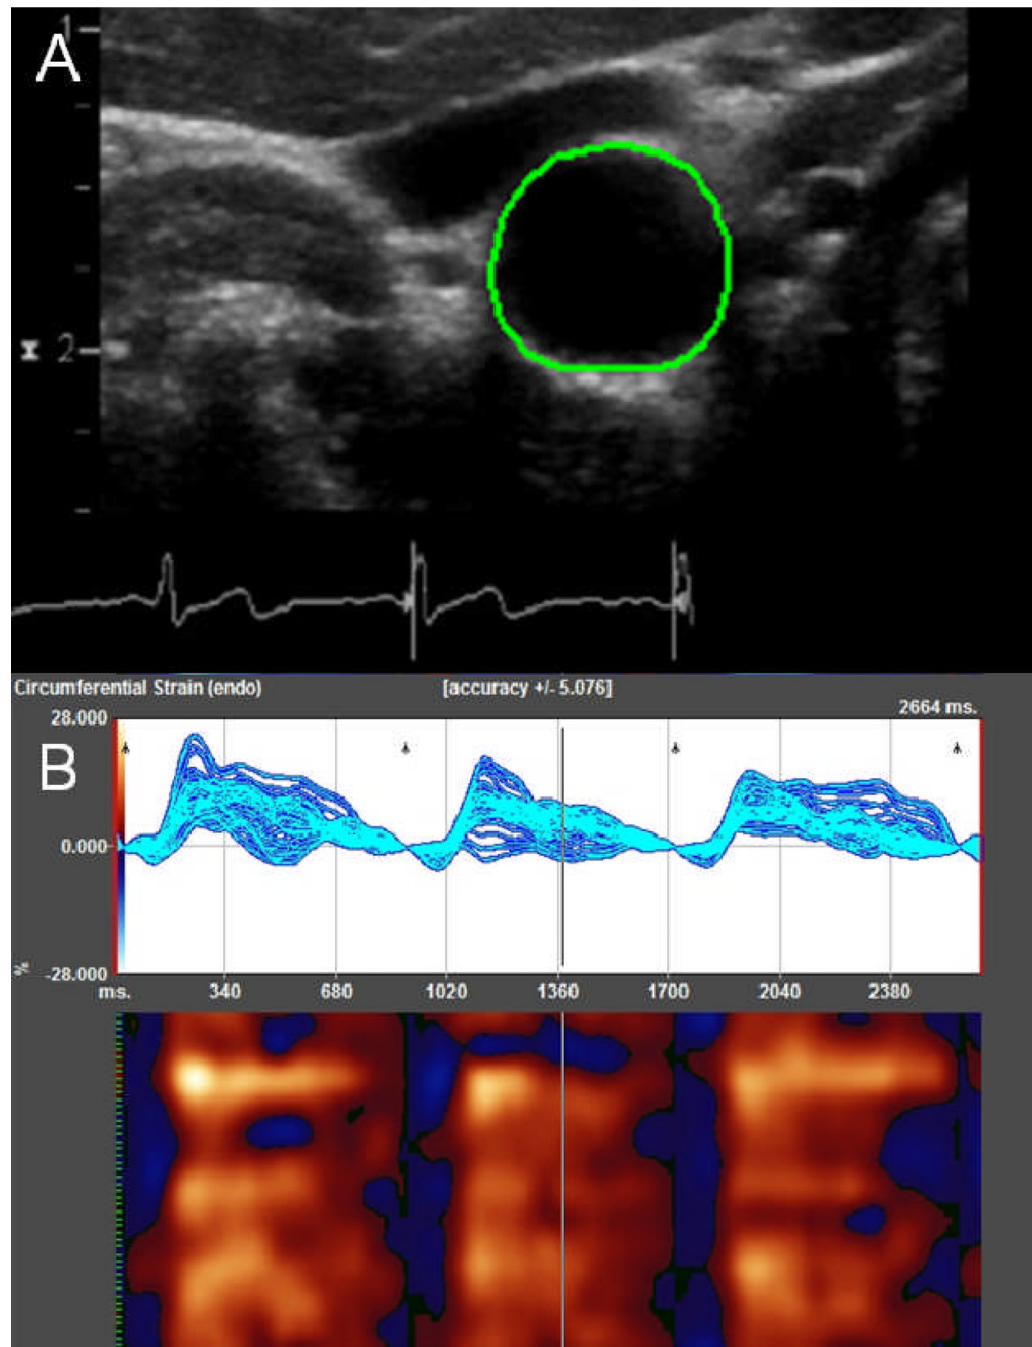 1
A
2
Circumferential Strain (endo) [accuracy +/- 5.076]
2664 ms.
28.000
B
0.000
%
-28.000
ms. 340 680 1020 1360 1700 2040 2380